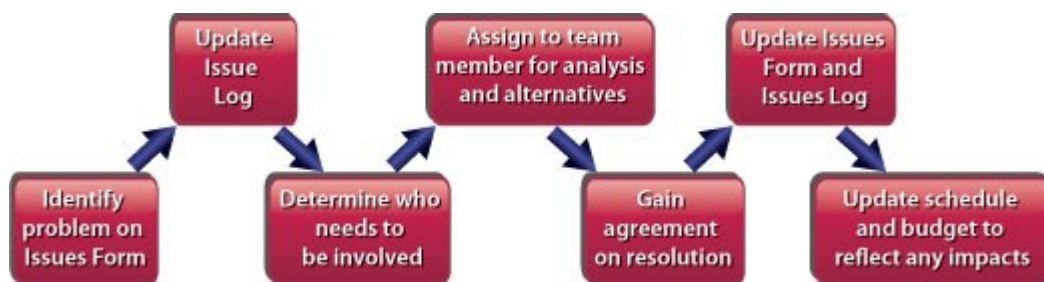 Identify
problem on
Issues Form
Update
Issue
Log
Determine who
needs to
be involved
Assign to team
member for analysis
and alternatives
Gain
agreement
on resolution
Update Issues
Form and
Issues Log
Update schedule
and budget to
reflect any impacts